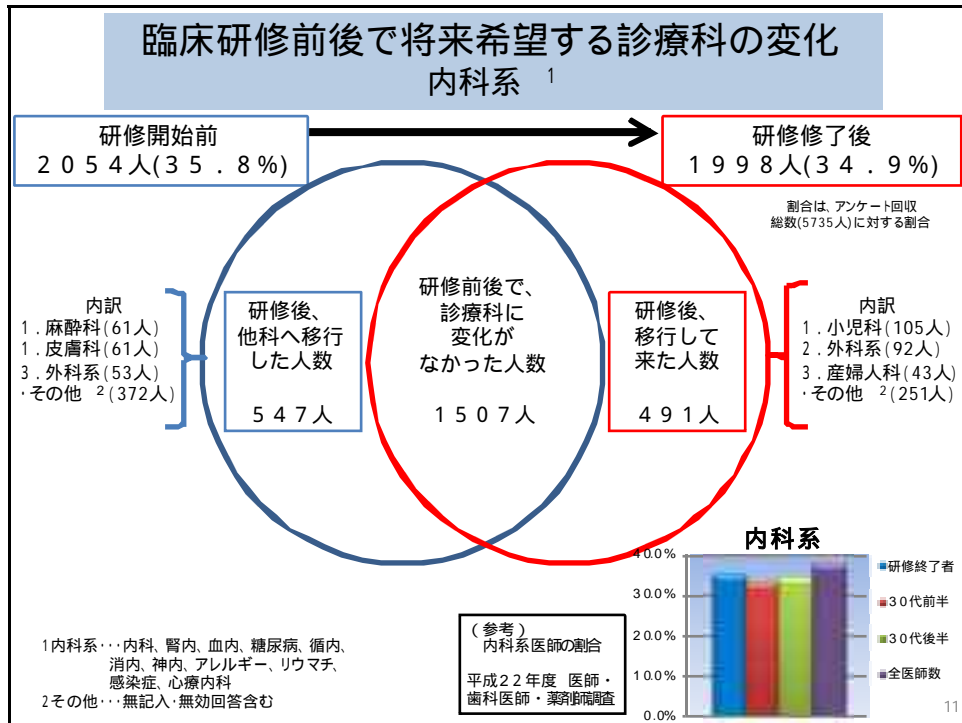 臨床研修前後で将来希望する診療科の変化
内科系 1
研修開始前
2054人(35.8%)
研修修了後
1998人(34.9%)
割合は、アンケート回収
総数(5735人)に対する割合
内訳
1.麻酔科(61人)
1.皮膚科(61人)
3.外科系(53人)
・その他 2(372人)
研修後、
他科へ移行
した人数
547人
研修前後で、
診療科に
変化が
なかった人数
1507人
研修後、
移行して
来た人数
491人
内訳
1.小児科(105人)
2.外科系(92人)
3.産婦人科(43人)
・その他 2(251人)
内科系
40.0%
30.0%
20.0%
10.0%
0.0%
研修終了者
30代前半
30代後半
全医師数
(参考)
内科系医師の割合
平成22年度 医師・
歯科医師・薬剤師調査
1内科系・・・内科、腎内、血内、糖尿病、循内、
消内、神内、アレルギー、リウマチ、
感染症、心療内科
2その他・・・無記入・無効回答含む
11